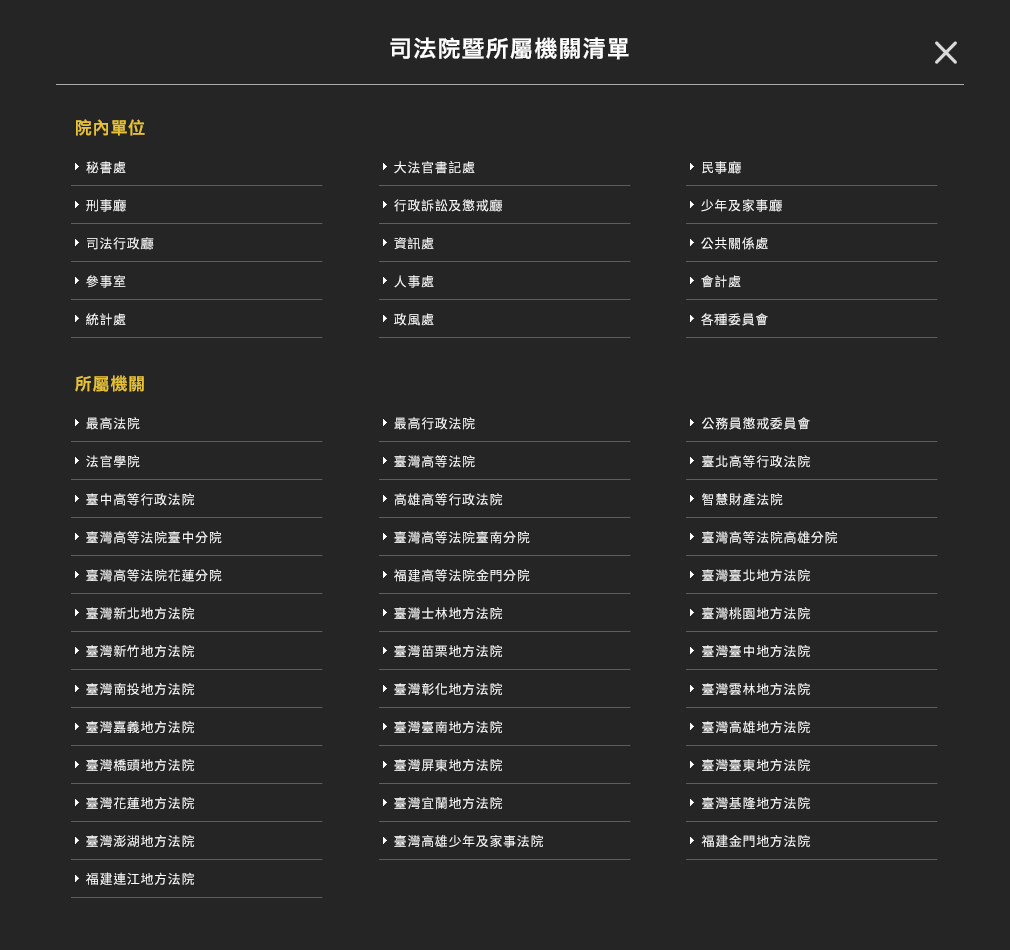 司法院暨所屬機關清單
院內單位
秘書處
大法官書記處
民事廳
刑事廳
行政訴訟及懲戒廳
少年及家事廳
司法行政廳
資訊處
公共關係處
參事室
人事處
會計處
統計處
政風處
各種委員會
所屬機關
最高法院
最高行政法院
公務員懲戒委員會
法官學院
臺灣高等法院
臺北高等行政法院
臺中高等行政法院
高雄高等行政法院
智慧財產法院
臺灣高等法院臺中分院
臺灣高等法院臺南分院
臺灣高等法院高雄分院
臺灣高等法院花蓮分院
福建高等法院金門分院
臺灣臺北地方法院
臺灣新北地方法院
臺灣士林地方法院
臺灣桃園地方法院
臺灣新竹地方法院
臺灣苗栗地方法院
臺灣臺中地方法院
臺灣南投地方法院
臺灣彰化地方法院
臺灣雲林地方法院
臺灣嘉義地方法院
臺灣臺南地方法院
臺灣高雄地方法院
臺灣橋頭地方法院
臺灣屏東地方法院
臺灣臺東地方法院
臺灣花蓮地方法院
臺灣宜蘭地方法院
臺灣基隆地方法院
臺灣澎湖地方法院
臺灣高雄少年及家事法院
福建金門地方法院
福建連江地方法院